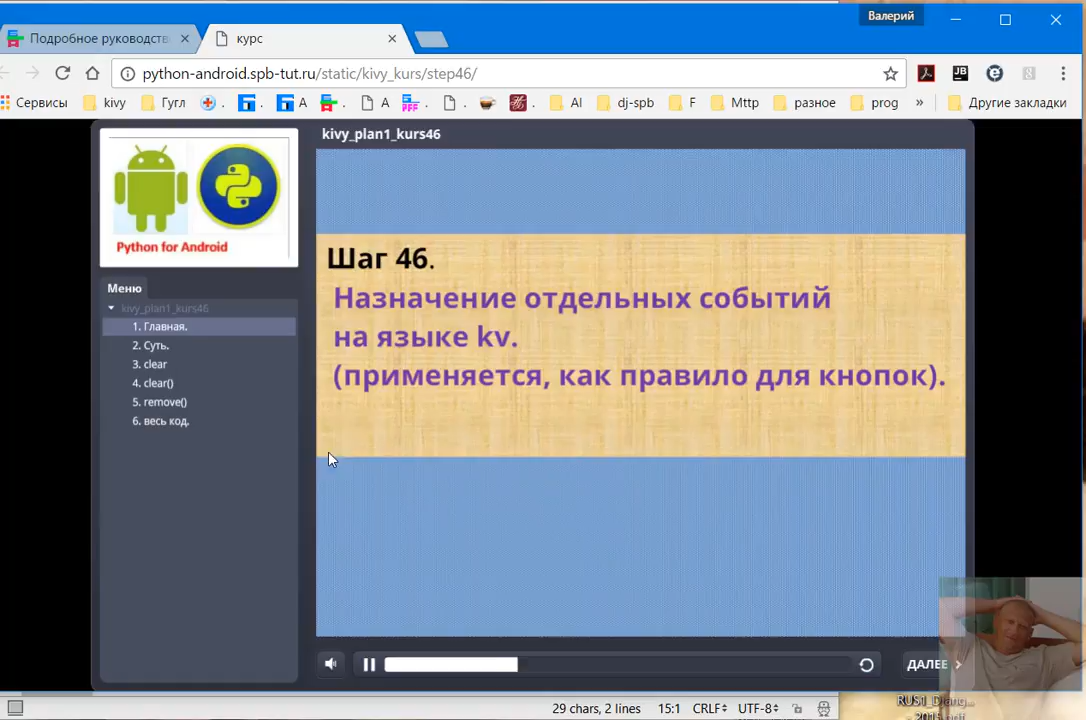 Валерий
Подробное руководств
курс
python-android.spb-tut.ru/static/kivy_kurs/step46/
Сервисы kivy Гугл . . А . А . AI dj-spb F Mttp разное prog » Другие закладки
kivy_plan1_kurs46
Python for Android
Меню
kivy_plan1_kurs46
1. Главная.
2. Суть.
3. clear
4. clear()
5. remove()
6. весь код.
Шаг 46.
Назначение отдельных событий
на языке kv.
(применяется, как правило для кнопок).
ДАЛЕЕ
29 chars, 2 lines 15:1 CRLF UTF-8